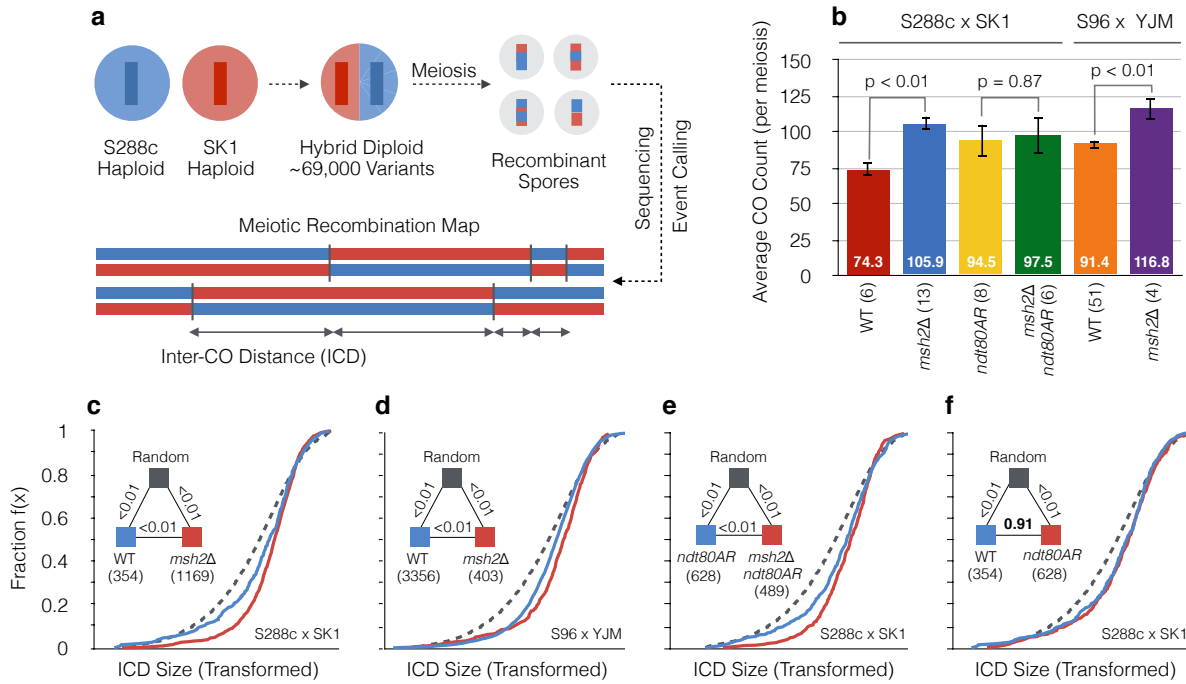 a
S288c
Haploid
SK1
Haploid
Hybrid Diploid
~69,000 Variants
Meiosis
Recombinant
Spores
Sequencing
Event Calling
Meiotic Recombination Map
Inter-CO Distance (ICD)
b
S288c x SK1
S96 x YJM
Average CO Count (per meiosis)
150
125
100
75
50
25
0
p < 0.01
p = 0.87
p < 0.01
74.3
105.9
94.5
97.5
91.4
116.8
WT (6)
msh2Δ (13)
ndt80AR (8)
msh2Δ
ndt80AR (6)
WT (51)
msh2Δ (4)
c
Fraction f(x)
1
0.8
0.6
0.4
0.2
0
Random
<0.01
<0.01
<0.01
WT
(354)
msh2Δ
(1169)
S288c x SK1
ICD Size (Transformed)
d
Random
<0.01
<0.01
<0.01
WT
(3356)
msh2Δ
(403)
S96 x YJM
ICD Size (Transformed)
e
Random
<0.01
<0.01
<0.01
ndt80AR
(628)
msh2Δ
ndt80AR
(489)
S288c x SK1
ICD Size (Transformed)
f
Random
<0.01
<0.01
0.91
WT
(354)
ndt80AR
(628)
S288c x SK1
ICD Size (Transformed)